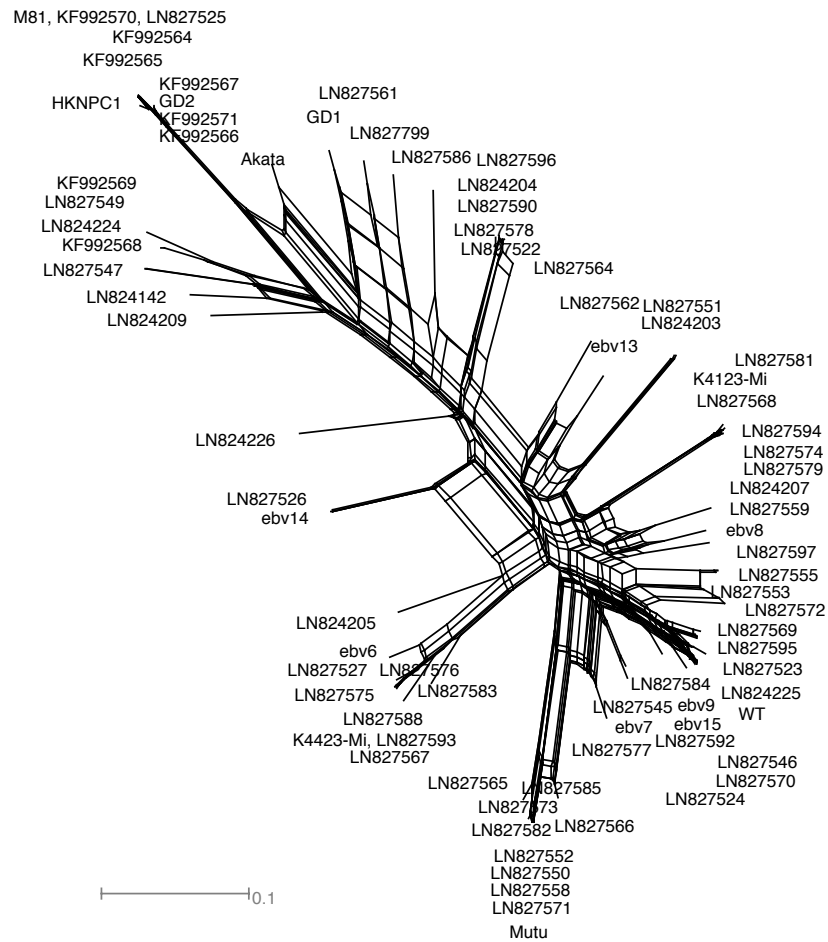 M81, KF992570, LN827525
KF992564
KF992565
KF992567
HKNPC1
GD2
KF992571
KF992566
LN827561
GD1
LN827799
LN827586
LN827596
Akata
LN824204
LN827590
LN827578
LN827522
LN827564
KF992569
LN827549
LN824224
KF992568
LN827547
LN824142
LN824209
LN827562
LN827551
LN824203
ebv13
LN827581
K4123-Mi
LN827568
LN827594
LN827574
LN827579
LN824207
LN827559
ebv8
LN827597
LN827555
LN827553
LN827572
LN827569
LN827595
LN827523
LN824225
WT
LN824226
LN827526
ebv14
LN824205
ebv6
LN827527
LN827576
LN827575
LN827583
LN827588
K4423-Mi, LN827593
LN827567
LN827584
LN827545
ebv9
ebv7
ebv15
LN827592
LN827577
LN827546
LN827570
LN827524
LN827565
LN827585
LN827573
LN827582
LN827566
LN827552
LN827550
LN827558
LN827571
Mutu
0.1